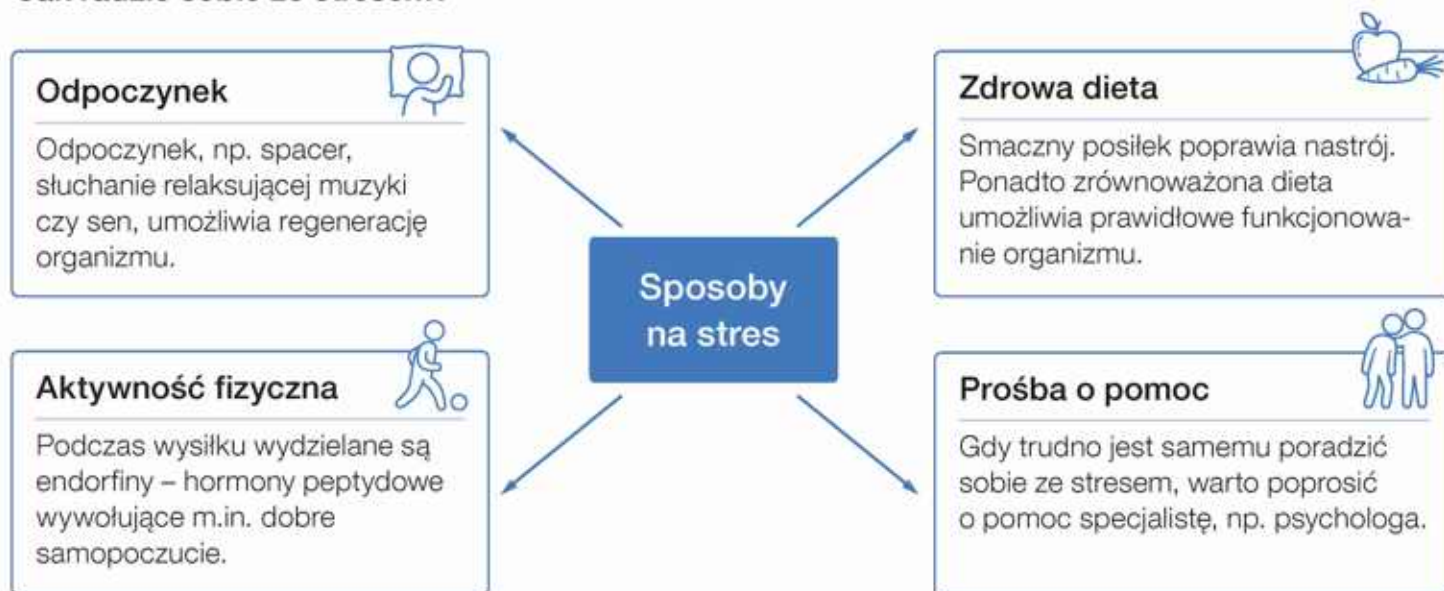 Odpoczynek
Odpoczynek, np. spacer,
słuchanie relaksującej muzyki
czy sen, umożliwia regenerację
organizmu.
Zdrowa dieta
Smaczny posiłek poprawia nastrój.
Ponadto zrównoważona dieta
umożliwia prawidłowe funkcjonowa-
nie organizmu.
Sposoby
na stres
Aktywność fizyczna
Podczas wysiłku wydzielane są
endorfiny – hormony peptydowe
wywołujące m.in. dobre
samopoczucie.
Prośba o pomoc
Gdy trudno jest samemu poradzić
sobie ze stresem, warto poprosić
o pomoc specjalistę, np. psychologa.